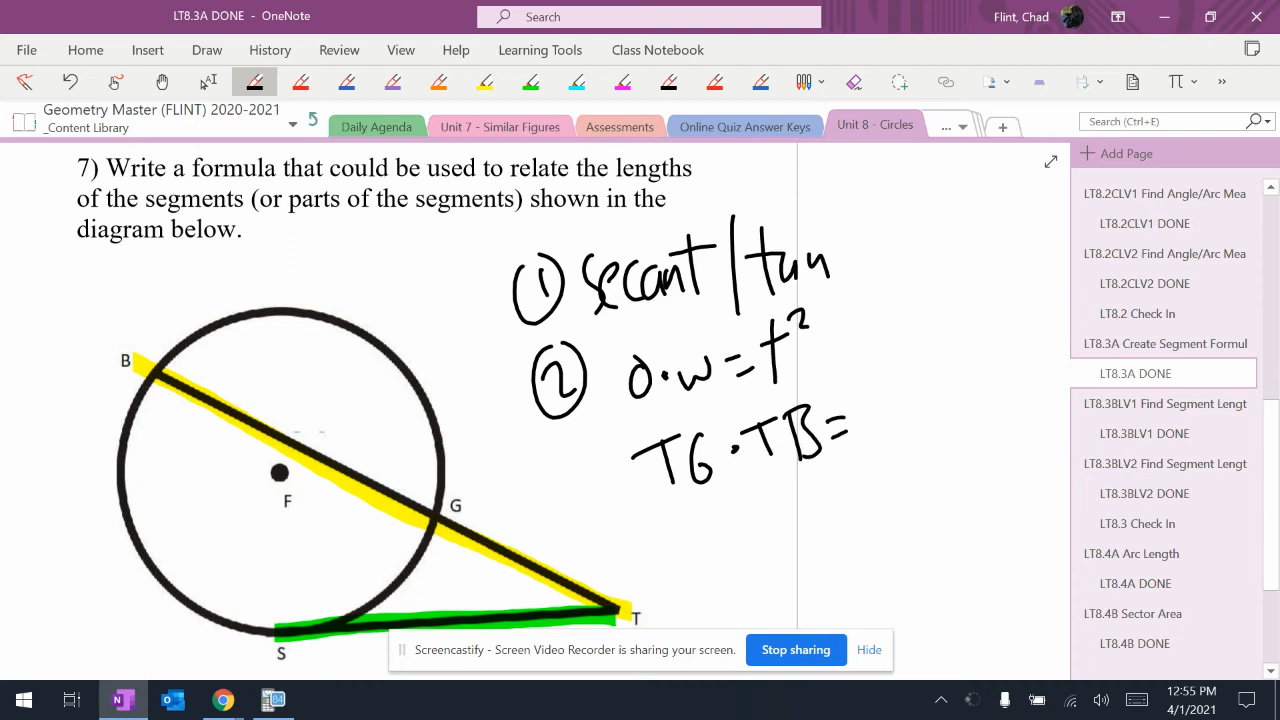 LT8.3A DONE - OneNote
Search
Flint, Chad
File Home Insert Draw History Review View Help Learning Tools Class Notebook
Geometry Master (FLINT) 2020-2021
_Content Library
Daily Agenda Unit 7 - Similar Figures Assessments Online Quiz Answer Keys Unit 8 - Circles ... +
Search (Ctrl+E)
Add Page
LT8.2CLV1 Find Angle/Arc Mea
LT8.2CLV1 DONE
LT8.2CLV2 Find Angle/Arc Mea
LT8.2CLV2 DONE
LT8.2 Check In
LT8.3A Create Segment Formul
LT8.3A DONE
LT8.3BLV1 Find Segment Lengt
LT8.3BLV1 DONE
LT8.3BLV2 Find Segment Lengt
LT8.3BLV2 DONE
LT8.3 Check In
LT8.4A Arc Length
LT8.4A DONE
LT8.4B Sector Area
LT8.4B DONE
7) Write a formula that could be used to relate the lengths
of the segments (or parts of the segments) shown in the
diagram below.
① secant / tan
② o·w = t²
TG·TB=
B
F
G
T
S
Screencastify - Screen Video Recorder is sharing your screen. Stop sharing Hide
12:55 PM
4/1/2021